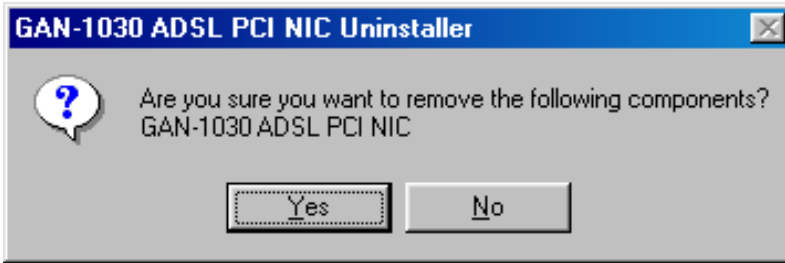 GAN-1030 ADSL PCI NIC Uninstaller
Are you sure you want to remove the following components?
GAN-1030 ADSL PCI NIC
Yes No